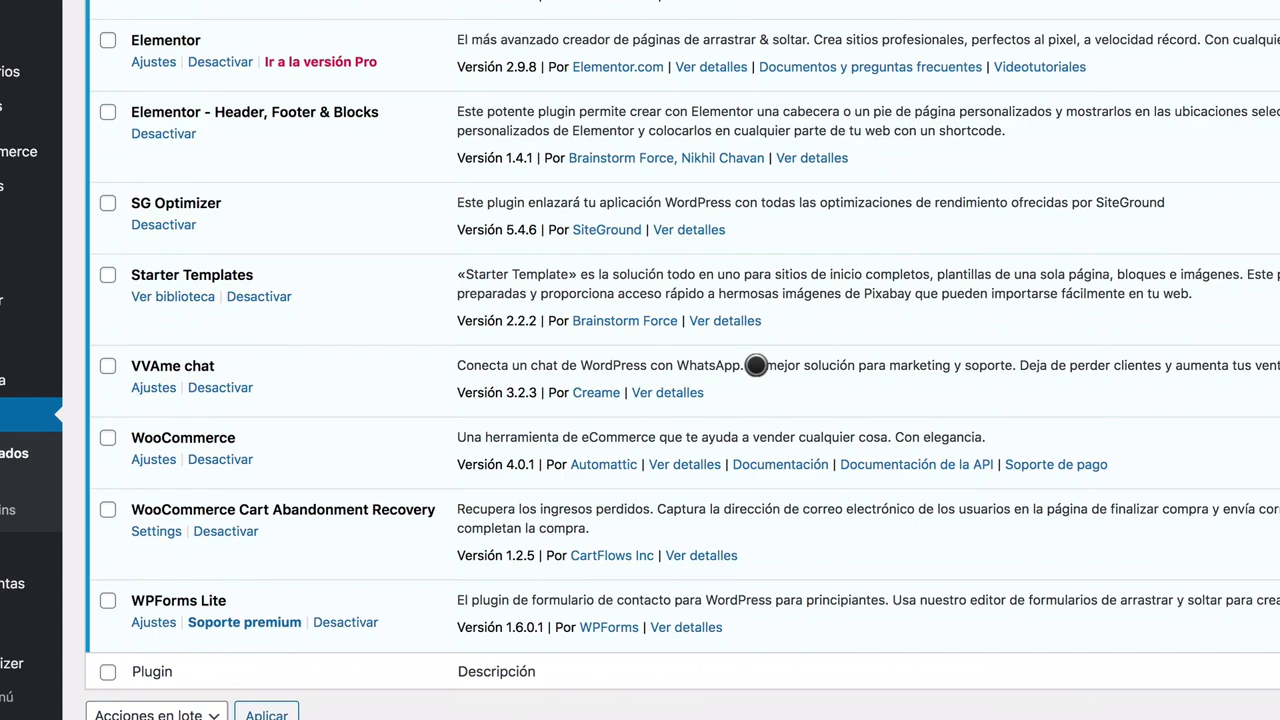 Elementor
El más avanzado creador de páginas de arrastrar & soltar. Crea sitios profesionales, perfectos al pixel, a velocidad récord. Con cualquie
Ajustes | Desactivar | Ir a la versión Pro
Versión 2.9.8 | Por Elementor.com | Ver detalles | Documentos y preguntas frecuentes | Videotutoriales
rios
s
Elementor - Header, Footer & Blocks
Este potente plugin permite crear con Elementor una cabecera o un pie de página personalizados y mostrarlos en las ubicaciones selec
Desactivar
personalizados de Elementor y colocarlos en cualquier parte de tu web con un shortcode.
merce
Versión 1.4.1 | Por Brainstorm Force, Nikhil Chavan | Ver detalles
s
SG Optimizer
Este plugin enlazará tu aplicación WordPress con todas las optimizaciones de rendimiento ofrecidas por SiteGround
Desactivar
Versión 5.4.6 | Por SiteGround | Ver detalles
Starter Templates
«Starter Template» es la solución todo en uno para sitios de inicio completos, plantillas de una sola página, bloques e imágenes. Este p
Ver biblioteca | Desactivar
preparadas y proporciona acceso rápido a hermosas imágenes de Pixabay que pueden importarse fácilmente en tu web.
r
Versión 2.2.2 | Por Brainstorm Force | Ver detalles
VVAme chat
Conecta un chat de WordPress con WhatsApp. mejor solución para marketing y soporte. Deja de perder clientes y aumenta tus vent
a
Ajustes | Desactivar
Versión 3.2.3 | Por Creame | Ver detalles
WooCommerce
Una herramienta de eCommerce que te ayuda a vender cualquier cosa. Con elegancia.
ados
Ajustes | Desactivar
Versión 4.0.1 | Por Automattic | Ver detalles | Documentación | Documentación de la API | Soporte de pago
ins
WooCommerce Cart Abandonment Recovery
Recupera los ingresos perdidos. Captura la dirección de correo electrónico de los usuarios en la página de finalizar compra y envía cor
Settings | Desactivar
completan la compra.
Versión 1.2.5 | Por CartFlows Inc | Ver detalles
ntas
WPForms Lite
El plugin de formulario de contacto para WordPress para principiantes. Usa nuestro editor de formularios de arrastrar y soltar para crea
Ajustes | Soporte premium | Desactivar
Versión 1.6.0.1 | Por WPForms | Ver detalles
izer
Plugin
Descripción
nú
Acciones en lote
Aplicar